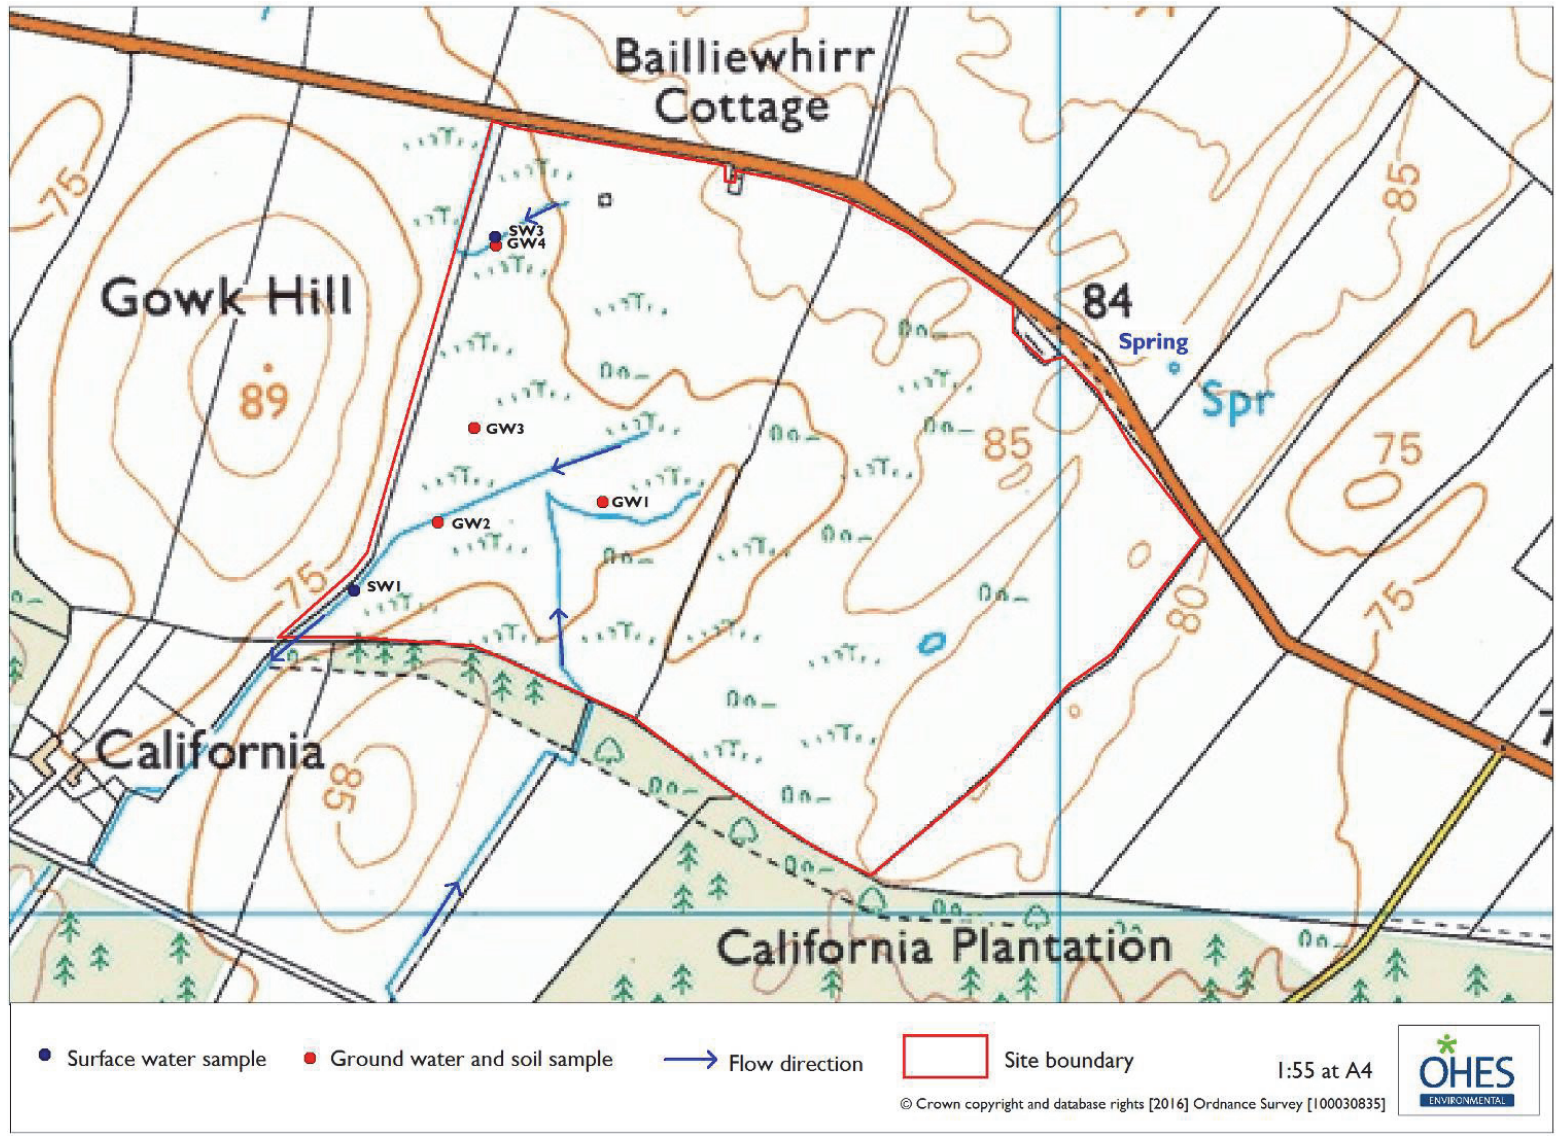 Bailliewhirr
Cottage
75
85
SW3
GW4
Gowk Hill
84
Spring
89
Spr
GW3
85
75
GW1
GW2
75
SW1
80
75
California
85
California Plantation
Surface water sample
Ground water and soil sample
Flow direction
Site boundary
1:55 at A4
OHES
ENVIRONMENTAL
© Crown copyright and database rights [2016] Ordnance Survey [100030835]